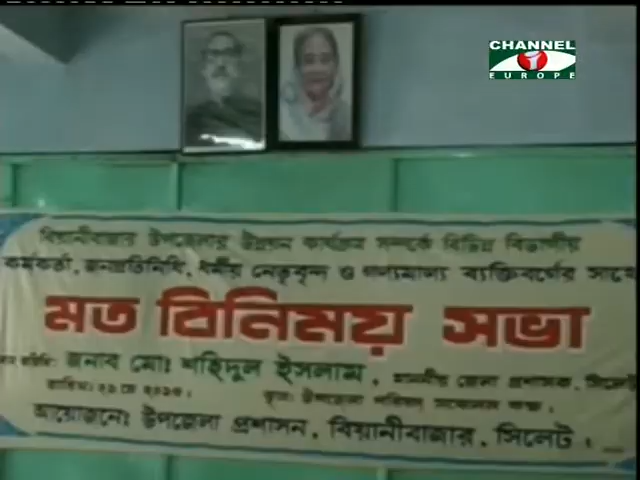 CHANNEL i
EUROPE
বিয়ানীবাজার উপজেলার উন্নয়ন কার্যক্রম সম্পর্কে বিভিন্ন বিভাগীয়
কর্মকর্তা, জনপ্রতিনিধি, ধর্মীয় নেতৃবৃন্দ ও গণ্যমান্য ব্যক্তিবর্গের সাথে
মত বিনিময় সভা
জনাব মোঃ শহিদুল ইসলাম, মাননীয় জেলা প্রশাসক, সিলেট
তারিখ: ২১ মে
আয়োজনেঃ উপজেলা প্রশাসন, বিয়ানীবাজার, সিলেট।